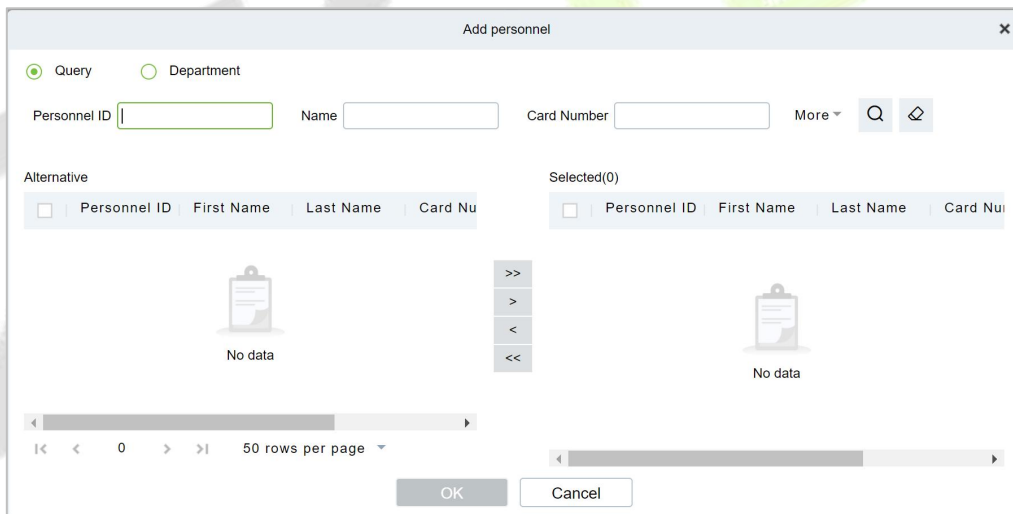 Add personnel ×
Query Department
Personnel ID Name Card Number More
Alternative Selected(0)
Personnel ID First Name Last Name Card Nu Personnel ID First Name Last Name Card Nu
>>
>
<
<<
No data No data
0 50 rows per page
OK Cancel